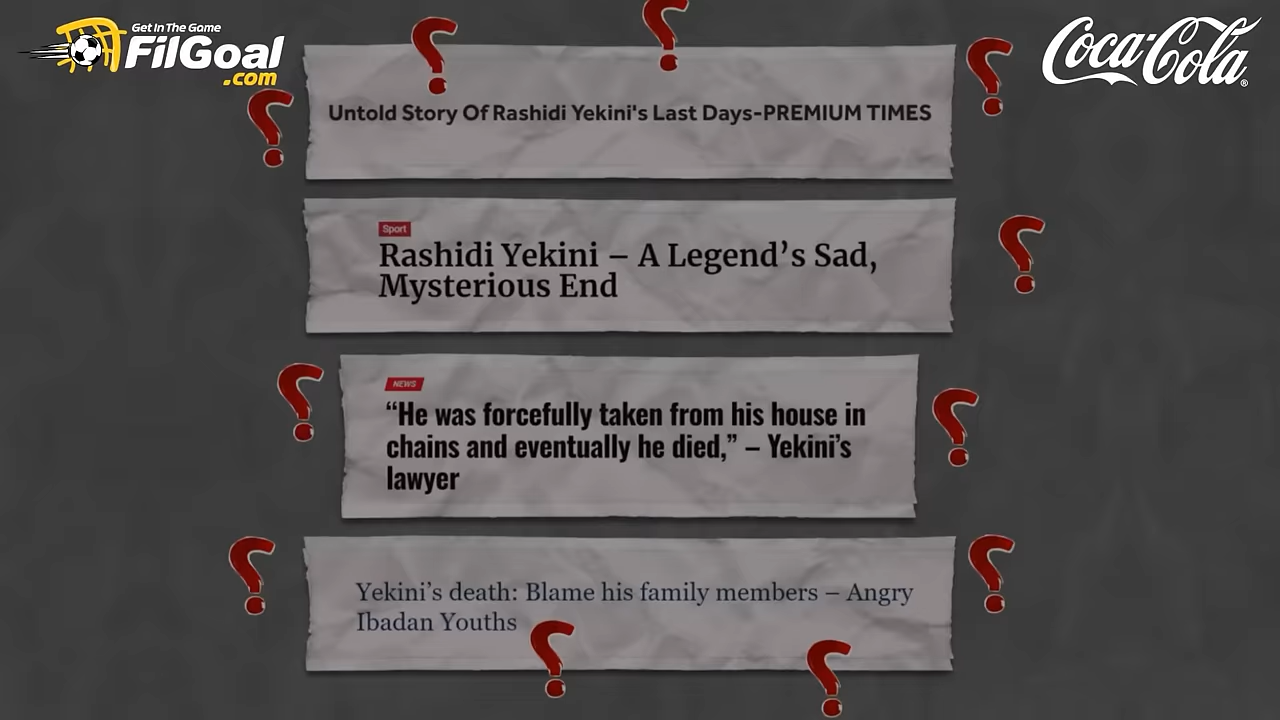 Get In The Game
FilGoal
.com
Coca-Cola
Untold Story Of Rashidi Yekini's Last Days-PREMIUM TIMES
Sport
Rashidi Yekini – A Legend’s Sad,
Mysterious End
NEWS
“He was forcefully taken from his house in
chains and eventually he died,” – Yekini’s
lawyer
Yekini’s death: Blame his family members – Angry
Ibadan Youths